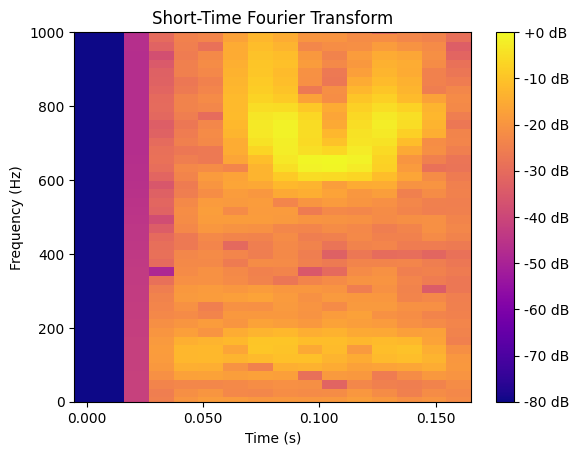 Short-Time Fourier Transform
1000
800
600
400
200
0
Frequency (Hz)
0.000
0.050
0.100
0.150
Time (s)
+0 dB
-10 dB
-20 dB
-30 dB
-40 dB
-50 dB
-60 dB
-70 dB
-80 dB